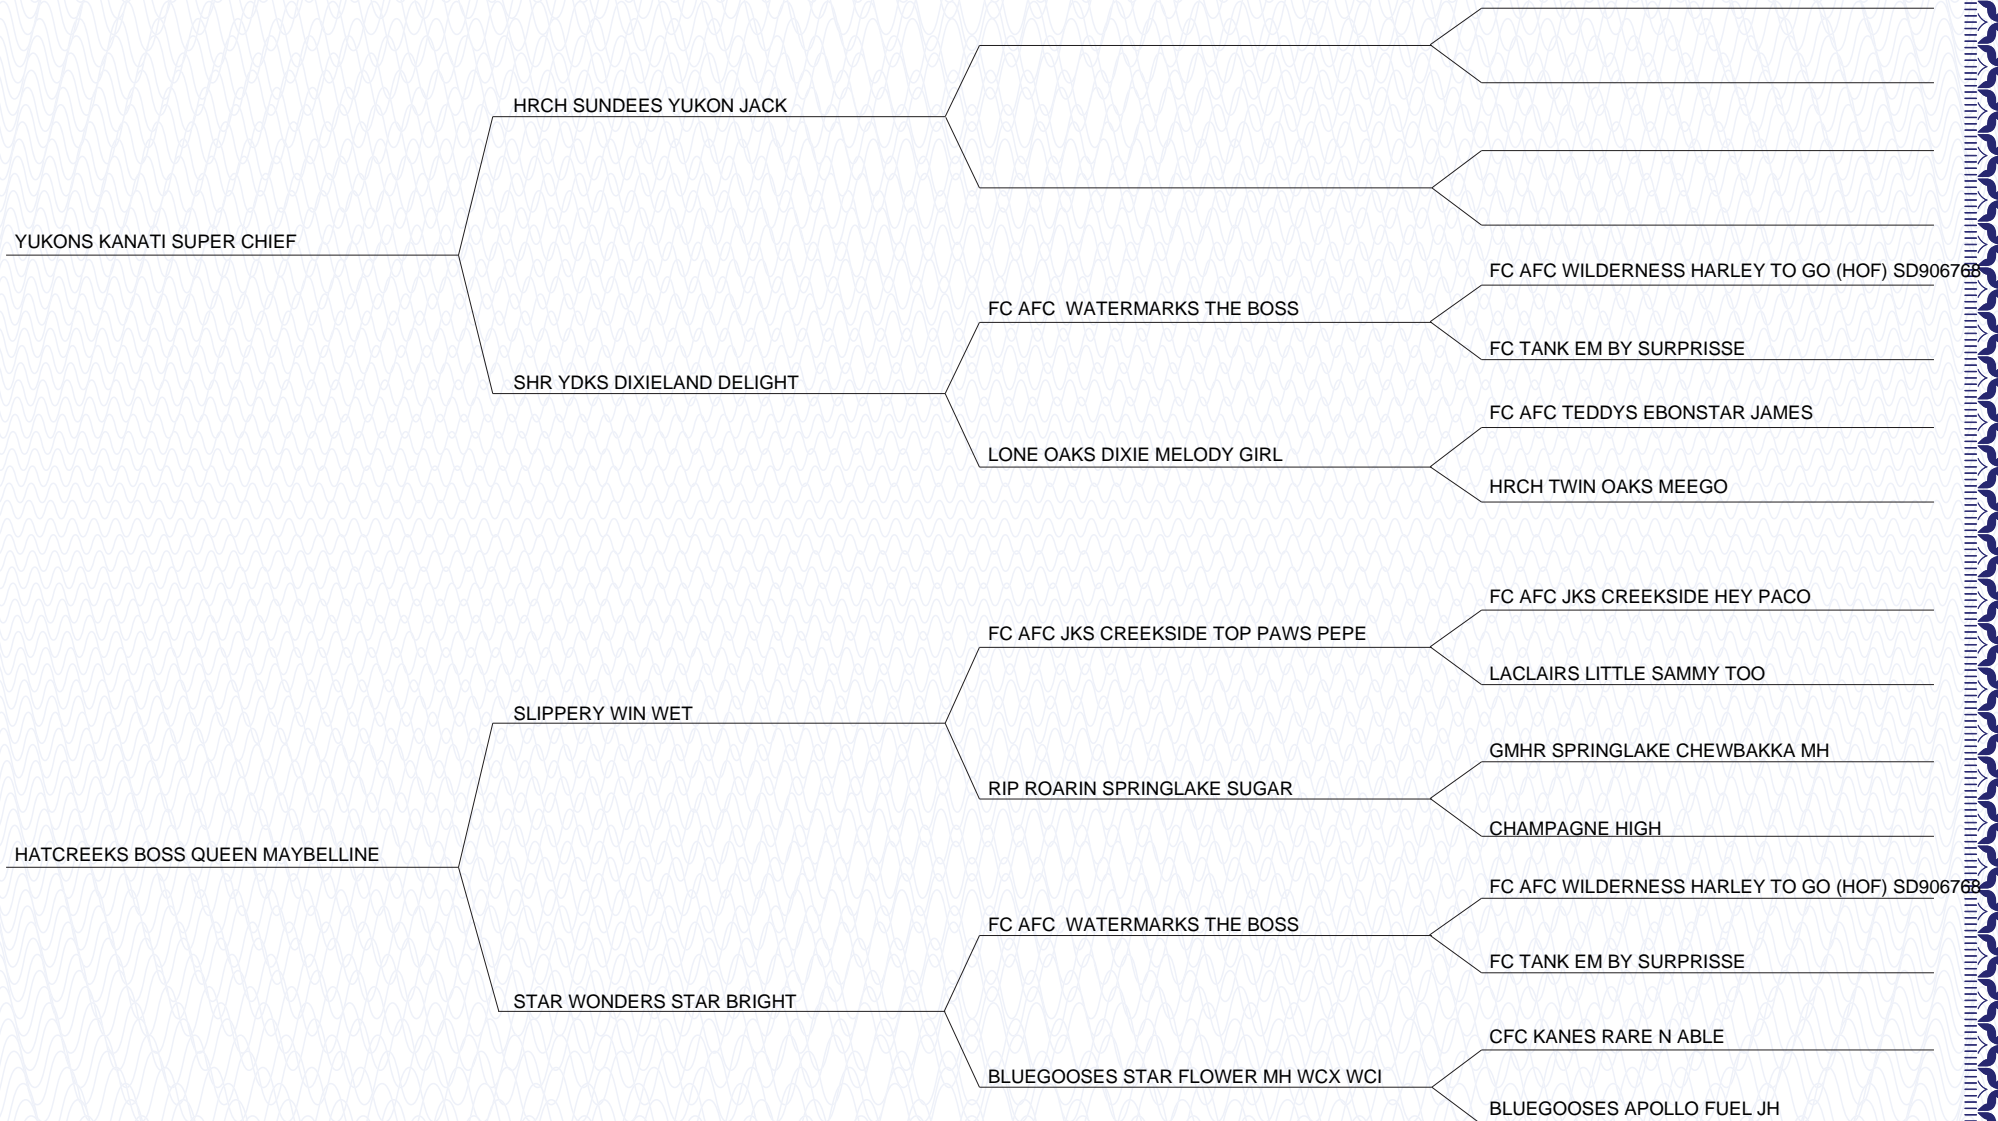 HRCH SUNDEES YUKON JACK
YUKONS KANATI SUPER CHIEF
FC AFC WILDERNESS HARLEY TO GO (HOF) SD906768
FC AFC  WATERMARKS THE BOSS
FC TANK EM BY SURPRISSE
SHR YDKS DIXIELAND DELIGHT
FC AFC TEDDYS EBONSTAR JAMES
LONE OAKS DIXIE MELODY GIRL
HRCH TWIN OAKS MEEGO
FC AFC JKS CREEKSIDE HEY PACO
FC AFC JKS CREEKSIDE TOP PAWS PEPE
LACLAIRS LITTLE SAMMY TOO
SLIPPERY WIN WET
GMHR SPRINGLAKE CHEWBAKKA MH
RIP ROARIN SPRINGLAKE SUGAR
CHAMPAGNE HIGH
HATCREEKS BOSS QUEEN MAYBELLINE
FC AFC WILDERNESS HARLEY TO GO (HOF) SD906768
FC AFC  WATERMARKS THE BOSS
FC TANK EM BY SURPRISSE
STAR WONDERS STAR BRIGHT
CFC KANES RARE N ABLE
BLUEGOOSES STAR FLOWER MH WCX WCI
BLUEGOOSES APOLLO FUEL JH